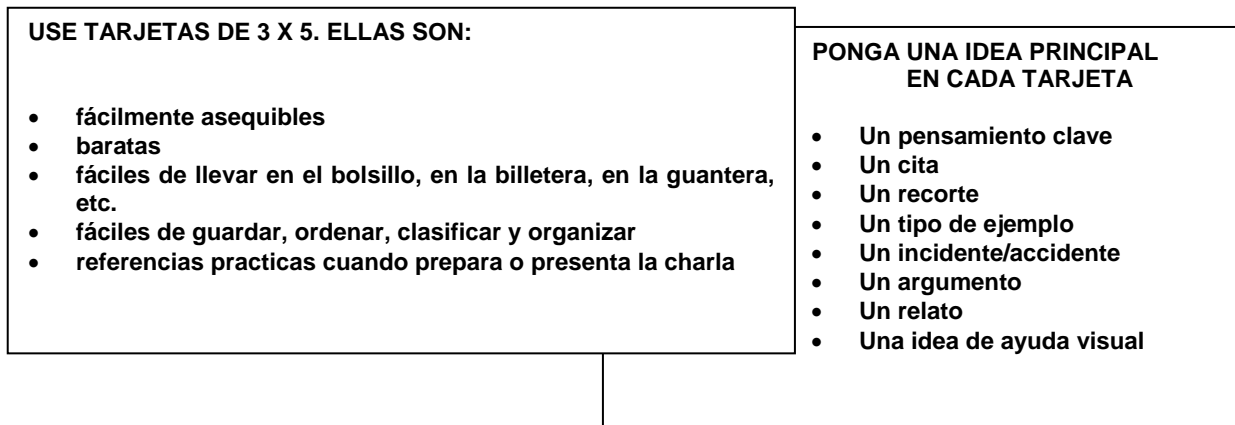 USE TARJETAS DE 3 X 5. ELLAS SON:
• fácilmente asequibles
• baratas
• fáciles de llevar en el bolsillo, en la billetera, en la guantera,
etc.
• fáciles de guardar, ordenar, clasificar y organizar
• referencias practicas cuando prepara o presenta la charla
PONGA UNA IDEA PRINCIPAL
EN CADA TARJETA
• Un pensamiento clave
• Un cita
• Un recorte
• Un tipo de ejemplo
• Un incidente/accidente
• Un argumento
• Un relato
• Una idea de ayuda visual